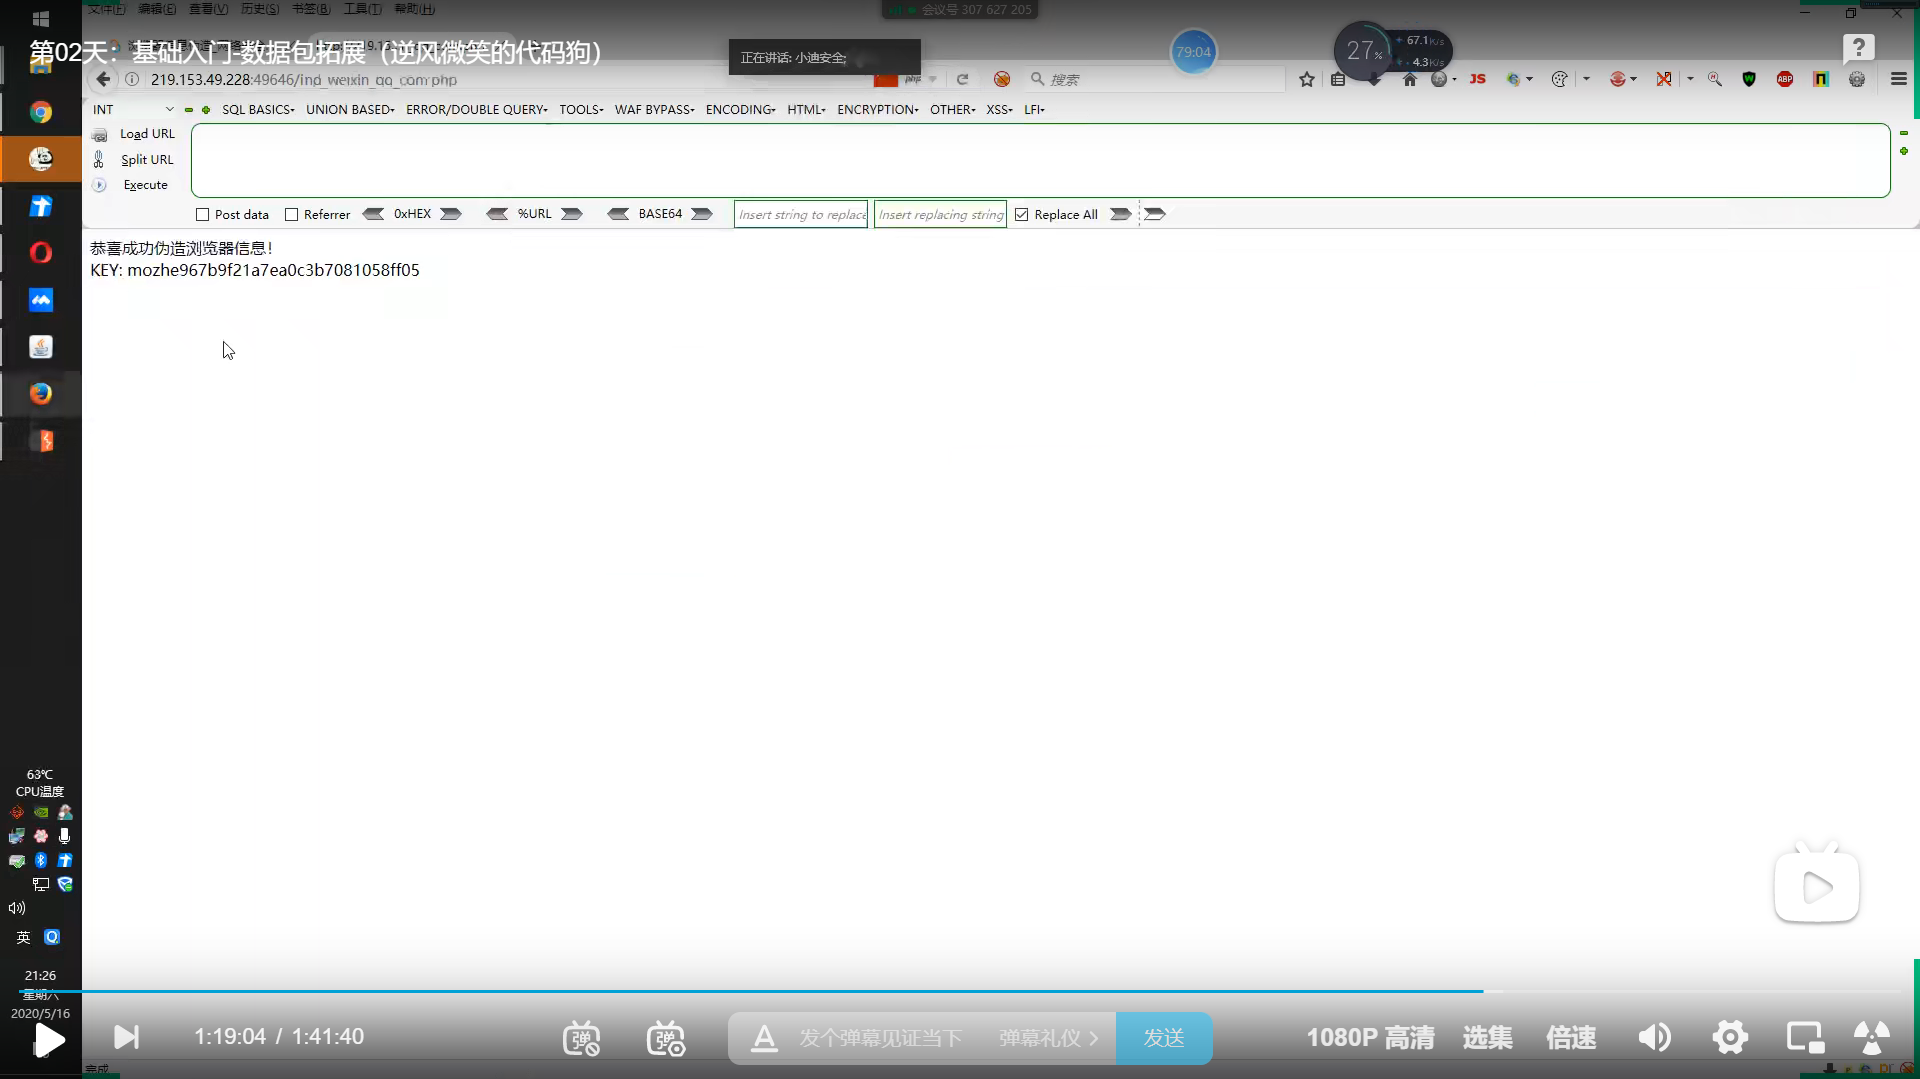 文件(F) 编辑(E) 查看(V) 历史(S) 书签(B) 工具(T) 帮助(H)
会议号 307 627 205
第02天：基础入门-数据包拓展（逆风微笑的代码狗）
正在讲话: 小迪安全;
79:04
27%
67.1K/s
4.3K/s
219.153.49.228:49646/ind_weixin_qq_com.php
搜索
JS
ABP
INT
SQL BASICS
UNION BASED
ERROR/DOUBLE QUERY
TOOLS
WAF BYPASS
ENCODING
HTML
ENCRYPTION
OTHER
XSS
LFI
Load URL
Split URL
Execute
Post data
Referrer
0xHEX
%URL
BASE64
Insert string to replace
Insert replacing string
Replace All
恭喜成功伪造浏览器信息！
KEY: mozhe967b9f21a7ea0c3b7081058ff05
63℃
CPU温度
英
21:26
星期六
2020/5/16
1:19:04 / 1:41:40
弹
弹
发个弹幕见证当下
弹幕礼仪
发送
1080P 高清
选集
倍速
完成